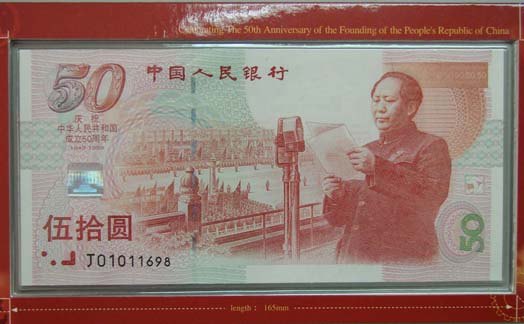 Celebrating The 50th Anniversary of the Founding of the People's Republic of China
50
中国人民银行
庆祝
中华人民共和国
成立50周年
1949-1999
伍拾圆
J01011698
50
length: 165mm